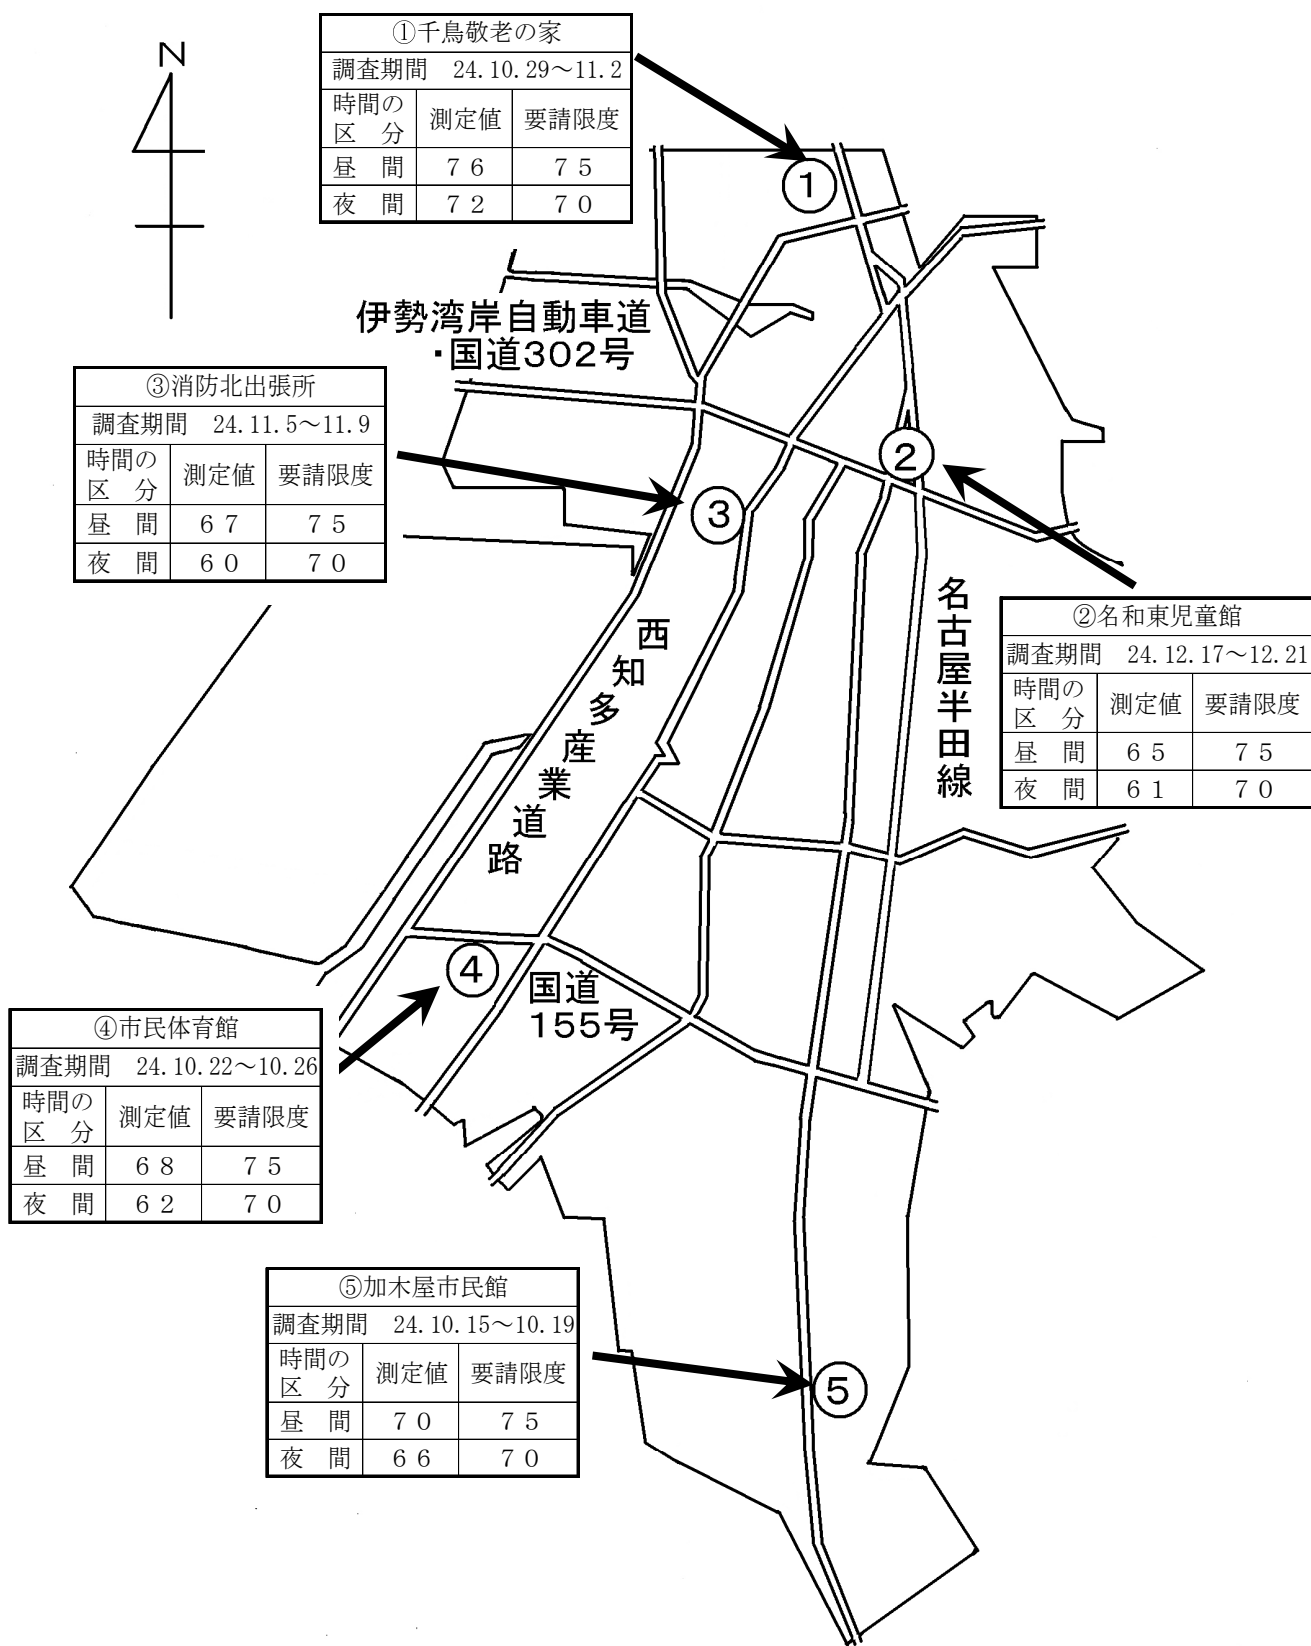 N
①千鳥敬老の家
調査期間 24.10.29～11.2
時間の区分 測定値 要請限度
昼間 76 75
夜間 72 70
①
伊勢湾岸自動車道
・国道302号
③消防北出張所
調査期間 24.11.5～11.9
時間の区分 測定値 要請限度
昼間 67 75
夜間 60 70
②
③
名古屋半田線
②名和東児童館
調査期間 24.12.17～12.21
時間の区分 測定値 要請限度
昼間 65 75
夜間 61 70
西知多産業道路
④
国道
155号
④市民体育館
調査期間 24.10.22～10.26
時間の区分 測定値 要請限度
昼間 68 75
夜間 62 70
⑤加木屋市民館
調査期間 24.10.15～10.19
時間の区分 測定値 要請限度
昼間 70 75
夜間 66 70
⑤